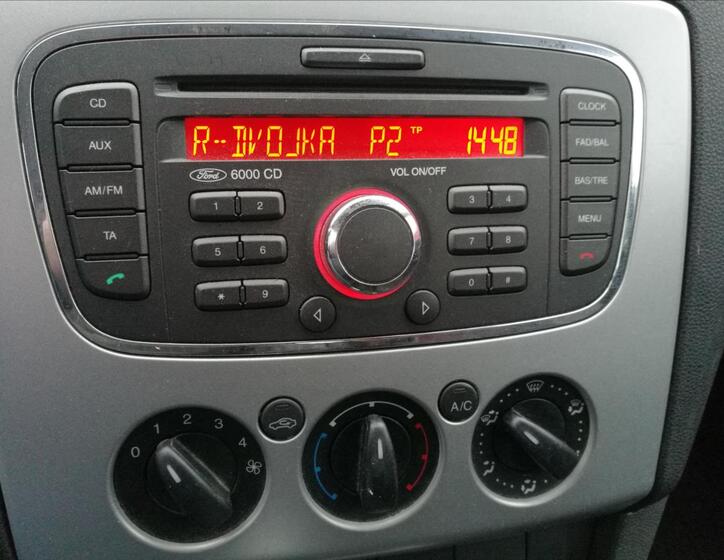 CD
AUX
AM/FM
TA
R--DVOJKA P2 TP 1448
Ford 6000 CD
VOL ON/OFF
1 2
3 4
5 6
7 8
* 9
0 #
CLOCK
FAD/BAL
BAS/TRE
MENU
0 1 2 3 4
A/C